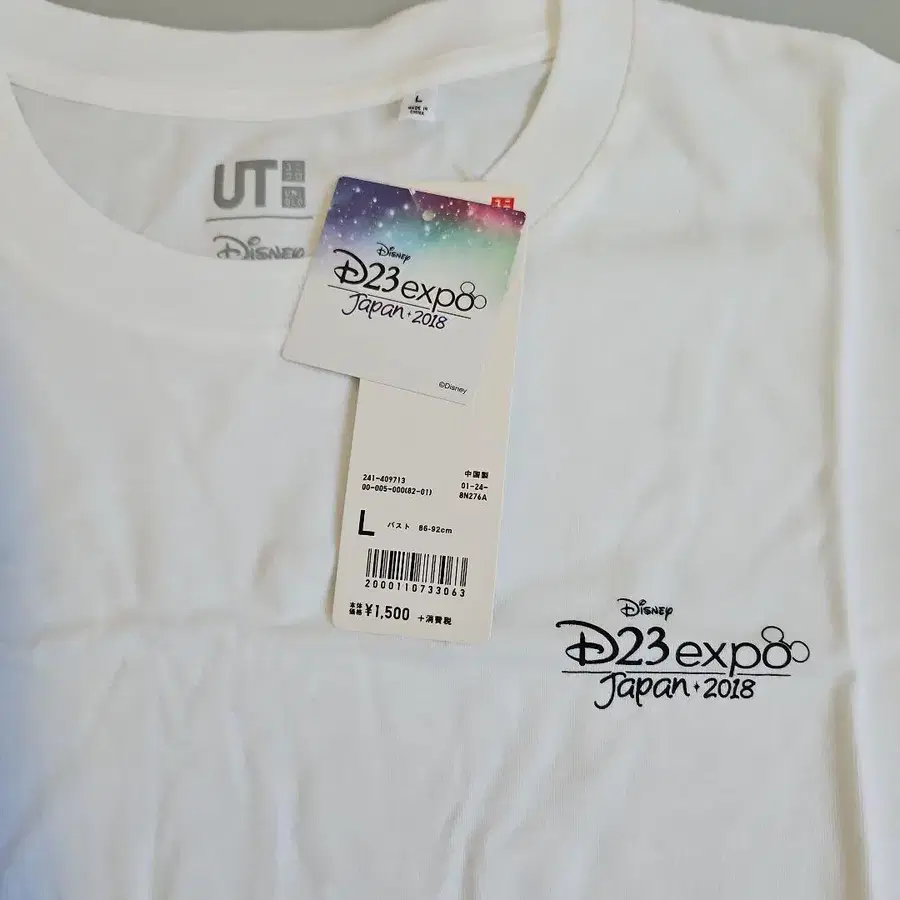 L
MADE IN
CHINA
UT
UNI
QLO
DISNEY
DISNEY
D23 expo
Japan 2018
©Disney
241-409713
00-005-000(82-01)
中国製
01-24-
8N276A
L バスト 86-92cm
2000110733063
本体
価格 ¥1,500 +消費税
DISNEY
D23 expo
Japan 2018